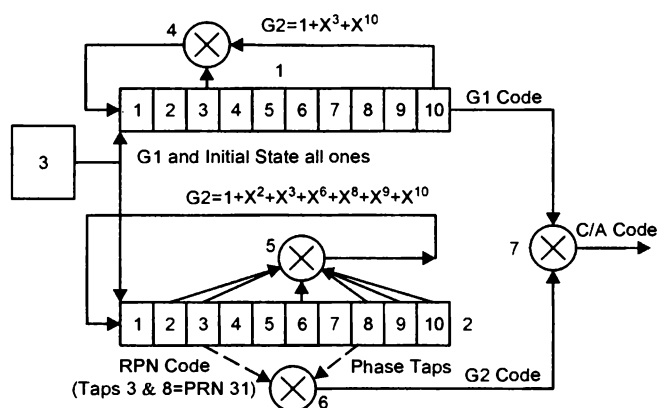 4
G2=1+X³+X¹⁰
1
1 2 3 4 5 6 7 8 9 10
G1 Code
3
G1 and Initial State all ones
G2=1+X²+X³+X⁶+X⁸+X⁹+X¹⁰
5
7
C/A Code
1 2 3 4 5 6 7 8 9 10
2
RPN Code
(Taps 3 & 8=PRN 31)
Phase Taps
6
G2 Code